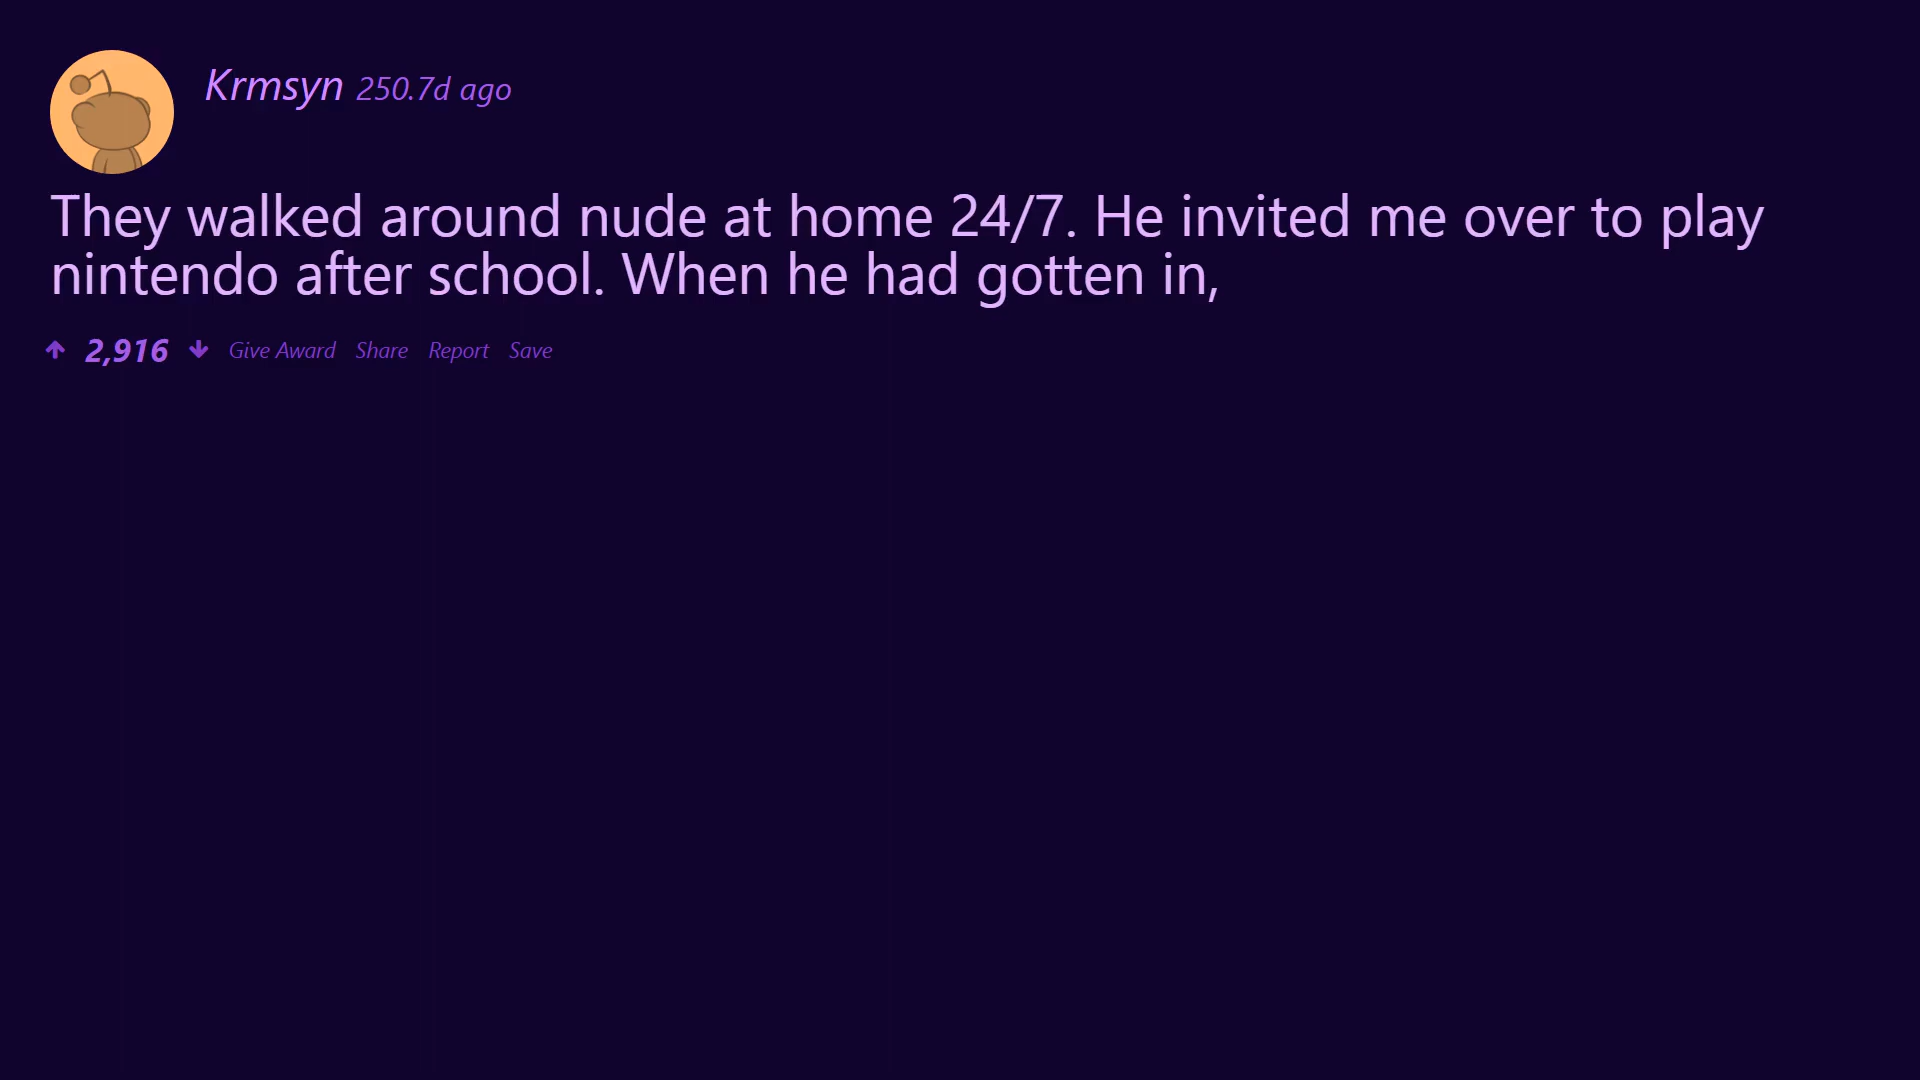 Krmsyn 250.7d ago
They walked around nude at home 24/7. He invited me over to play
nintendo after school. When he had gotten in,
2,916 Give Award Share Report Save